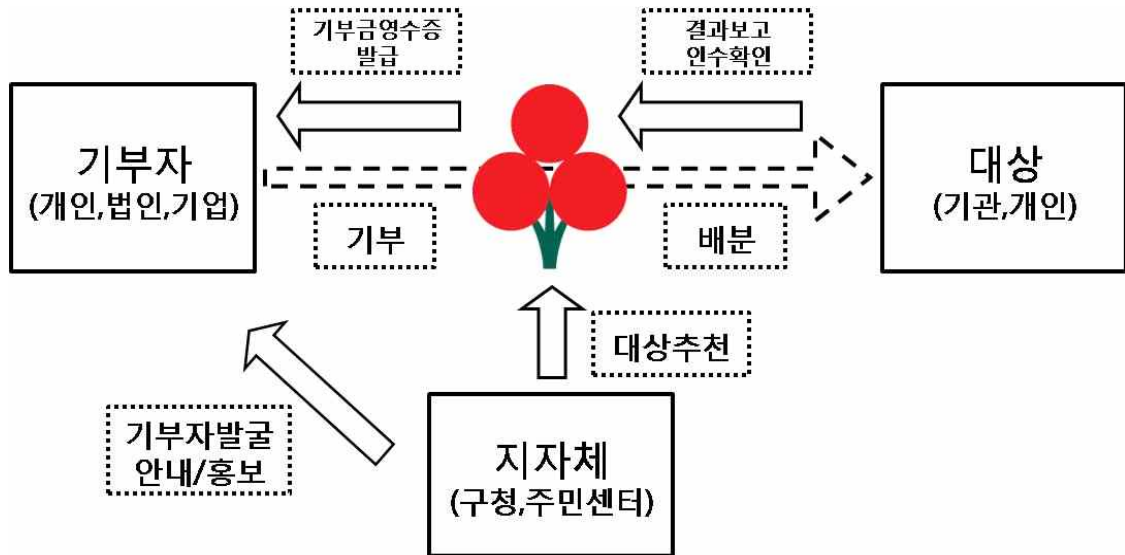 기부금영수증
발급
결과보고
인수확인
기부자
(개인,법인,기업)
대상
(기관,개인)
기부
배분
대상추천
기부자발굴
안내/홍보
지자체
(구청,주민센터)